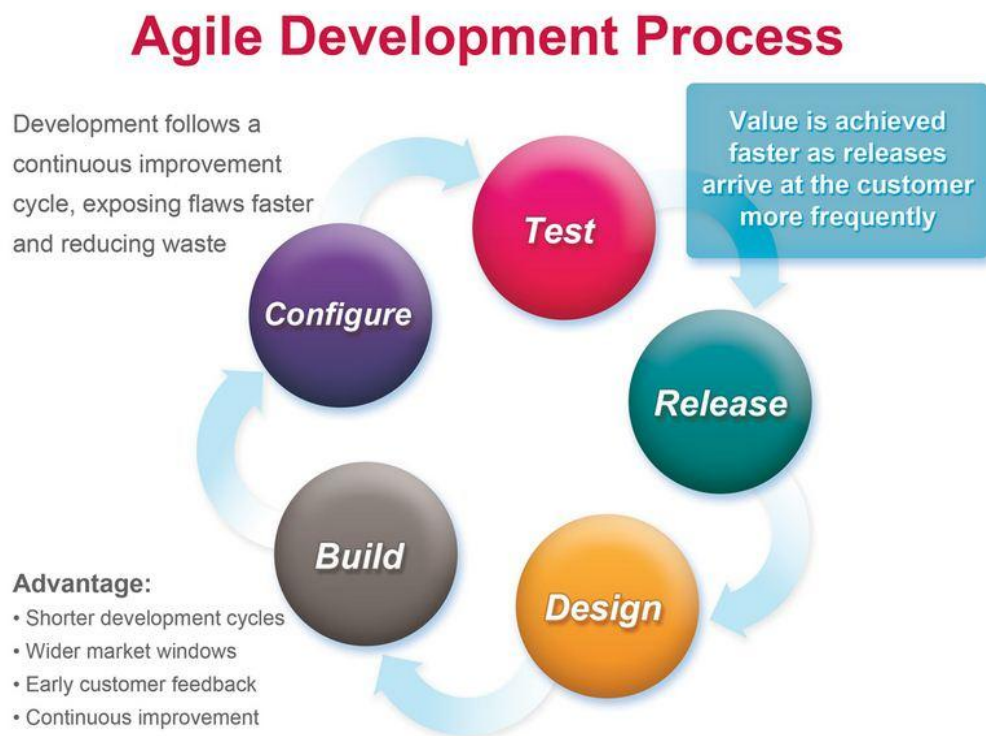 Agile Development Process
Development follows a
continuous improvement
cycle, exposing flaws faster
and reducing waste
Value is achieved
faster as releases
arrive at the customer
more frequently
Test
Configure
Release
Build
Design
Advantage:
• Shorter development cycles
• Wider market windows
• Early customer feedback
• Continuous improvement